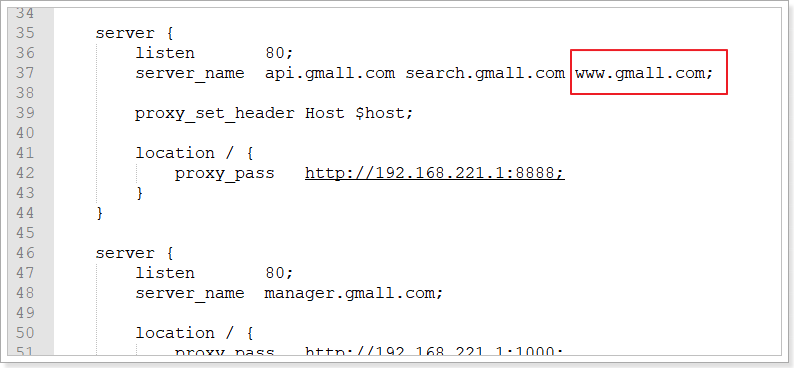 34
35 server {
36 listen 80;
37 server_name api.gmall.com search.gmall.com www.gmall.com;
38
39 proxy_set_header Host $host;
40
41 location / {
42 proxy_pass http://192.168.221.1:8888;
43 }
44 }
45
46 server {
47 listen 80;
48 server_name manager.gmall.com;
49
50 location / {
51 proxy_pass http://192.168.221.1:1000;